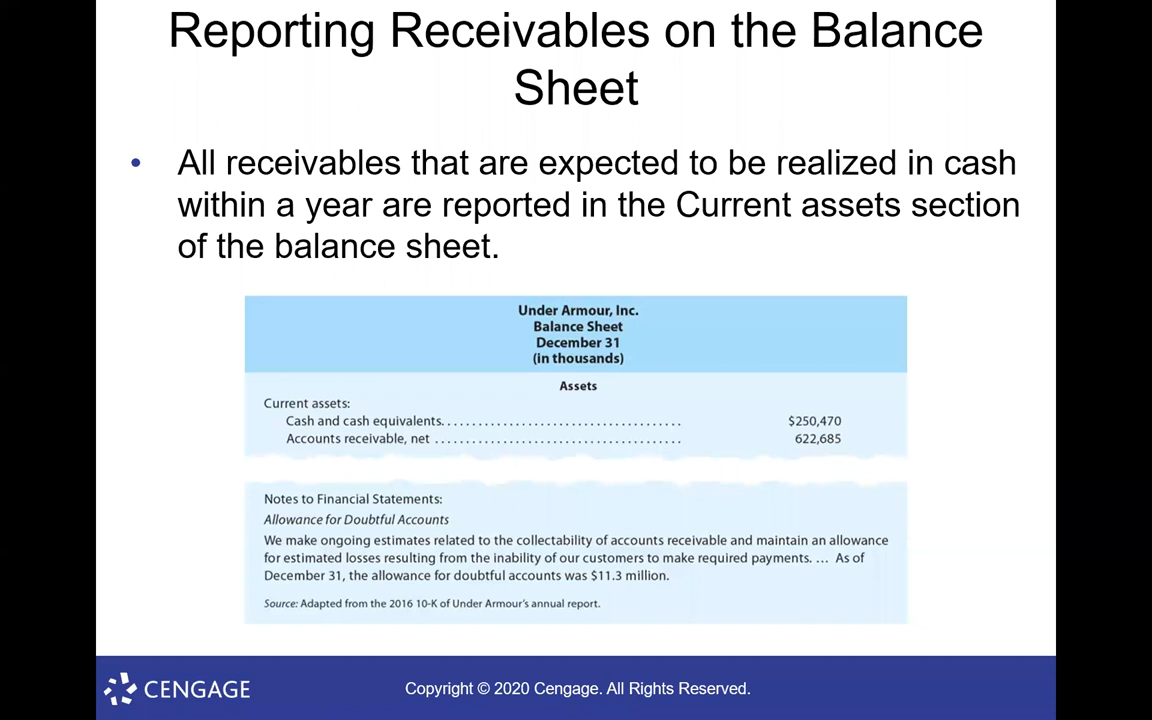 Reporting Receivables on the Balance
Sheet
• All receivables that are expected to be realized in cash
within a year are reported in the Current assets section
of the balance sheet.
Under Armour, Inc.
Balance Sheet
December 31
(in thousands)
Assets
Current assets:
Cash and cash equivalents. . . . . . . . . . . . . . . . . . . . . . . . . . . . . . . . . . . . . . . $250,470
Accounts receivable, net . . . . . . . . . . . . . . . . . . . . . . . . . . . . . . . . . . . . . . . . 622,685
Notes to Financial Statements:
Allowance for Doubtful Accounts
We make ongoing estimates related to the collectability of accounts receivable and maintain an allowance
for estimated losses resulting from the inability of our customers to make required payments. … As of
December 31, the allowance for doubtful accounts was $11.3 million.
Source: Adapted from the 2016 10-K of Under Armour’s annual report.
CENGAGE
Copyright © 2020 Cengage. All Rights Reserved.